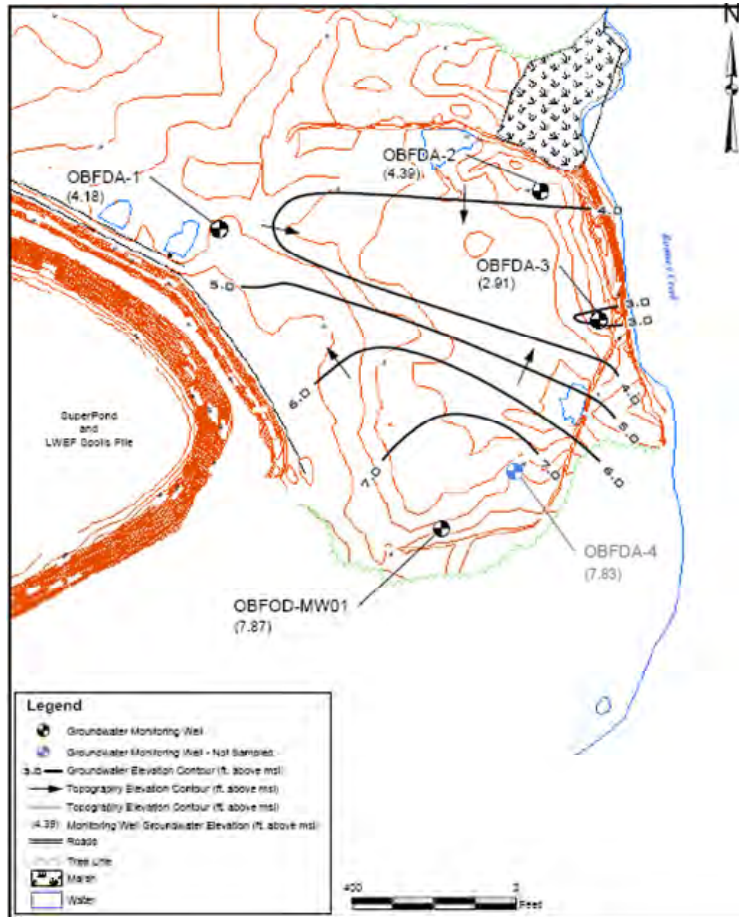 N
OBFDA-2
(4.39)
OBFDA-1
(4.18)
4.0
OBFDA-3
(2.91)
5.0
3.0
3.0
6.0
4.0
5.0
SuperPond
and
LWBF Spoils Pile
7.0
7.0
6.0
OBFDA-4
(7.83)
OBFOD-MW01
(7.87)
Legend
Groundwater Monitoring Well
Groundwater Monitoring Well - Not Sampled
3.0 Groundwater Elevation Contour (ft. above msl)
Topography Elevation Contour (ft. above msl)
Topography Elevation Contour (ft. above msl)
(4.39) Monitoring Well Groundwater Elevation (ft. above msl)
Roads
Tree Line
Marsh
Water
400
Feet